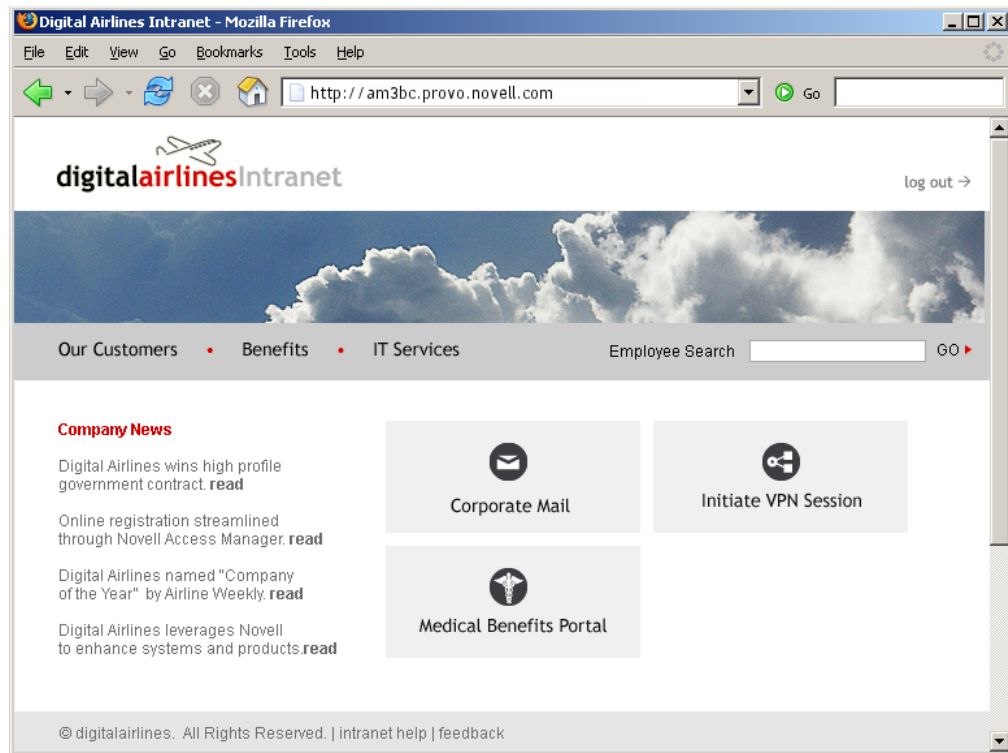 Digital Airlines Intranet - Mozilla Firefox
File Edit View Go Bookmarks Tools Help
http://am3bc.provo.novell.com Go
digitalairlinesIntranet
log out →
Our Customers • Benefits • IT Services Employee Search GO
Company News
Digital Airlines wins high profile
government contract. read
Online registration streamlined
through Novell Access Manager. read
Digital Airlines named "Company
of the Year" by Airline Weekly. read
Digital Airlines leverages Novell
to enhance systems and products.read
Corporate Mail
Initiate VPN Session
Medical Benefits Portal
© digitalairlines. All Rights Reserved. | intranet help | feedback